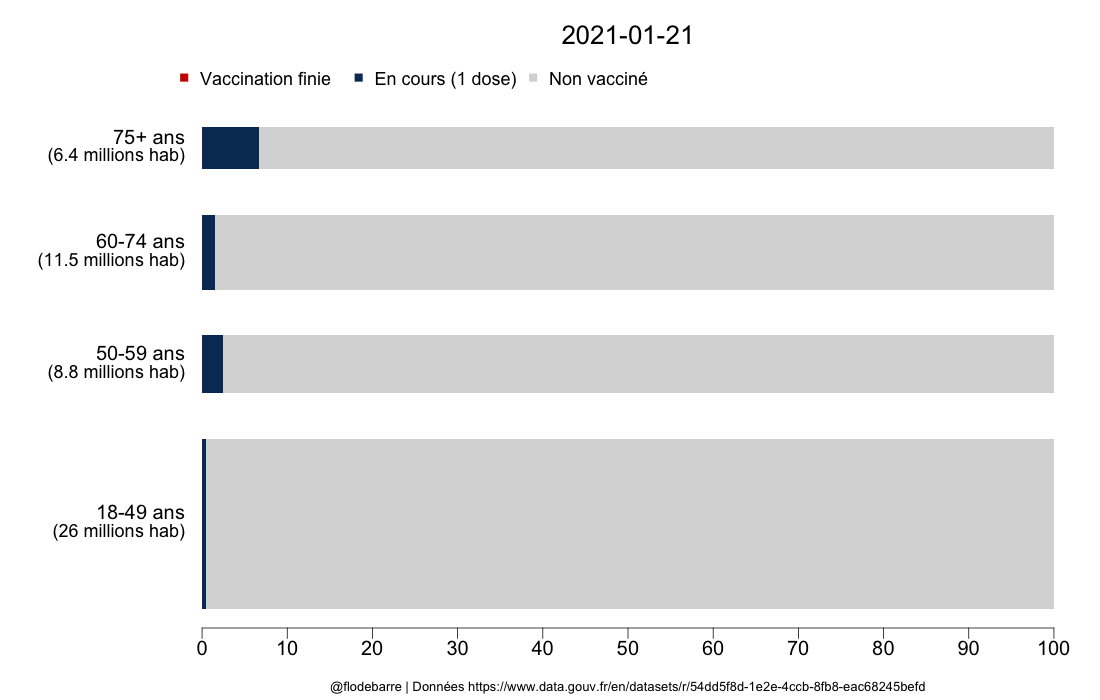 2021-01-21
Vaccination finie En cours (1 dose) Non vacciné
75+ ans
(6.4 millions hab)
60-74 ans
(11.5 millions hab)
50-59 ans
(8.8 millions hab)
18-49 ans
(26 millions hab)
0 10 20 30 40 50 60 70 80 90 100
@flodebarre | Données https://www.data.gouv.fr/en/datasets/r/54dd5f8d-1e2e-4ccb-8fb8-eac68245befd